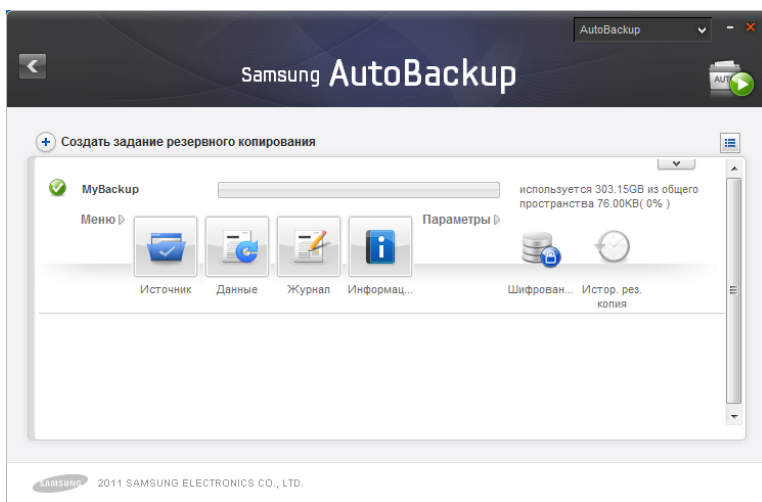 AutoBackup
samsung AutoBackup
AUTO
Создать задание резервного копирования
MyBackup
используется 303.15GB из общего
пространства 76.00KB( 0% )
Меню
Параметры
Источник
Данные
Журнал
Информац...
Шифрован...
Истор. рез.
копия
SAMSUNG
2011 SAMSUNG ELECTRONICS CO., LTD.